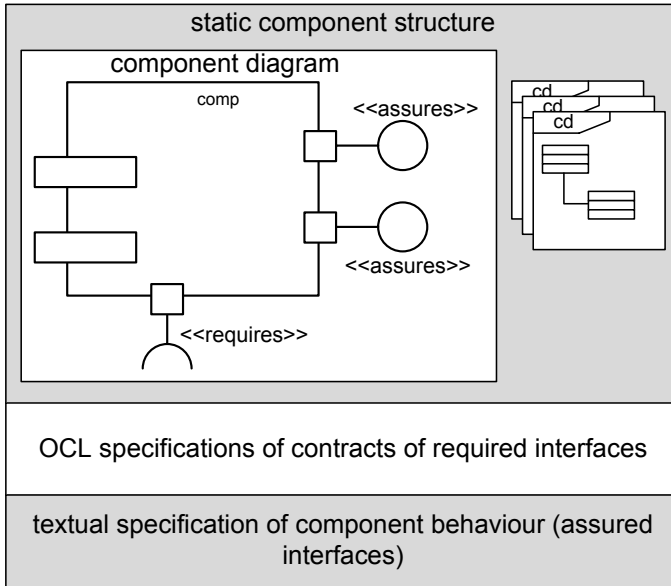 static component structure
component diagram
comp
<<assures>>
<<assures>>
<<requires>>
cd
cd
cd
OCL specifications of contracts of required interfaces
textual specification of component behaviour (assured
interfaces)